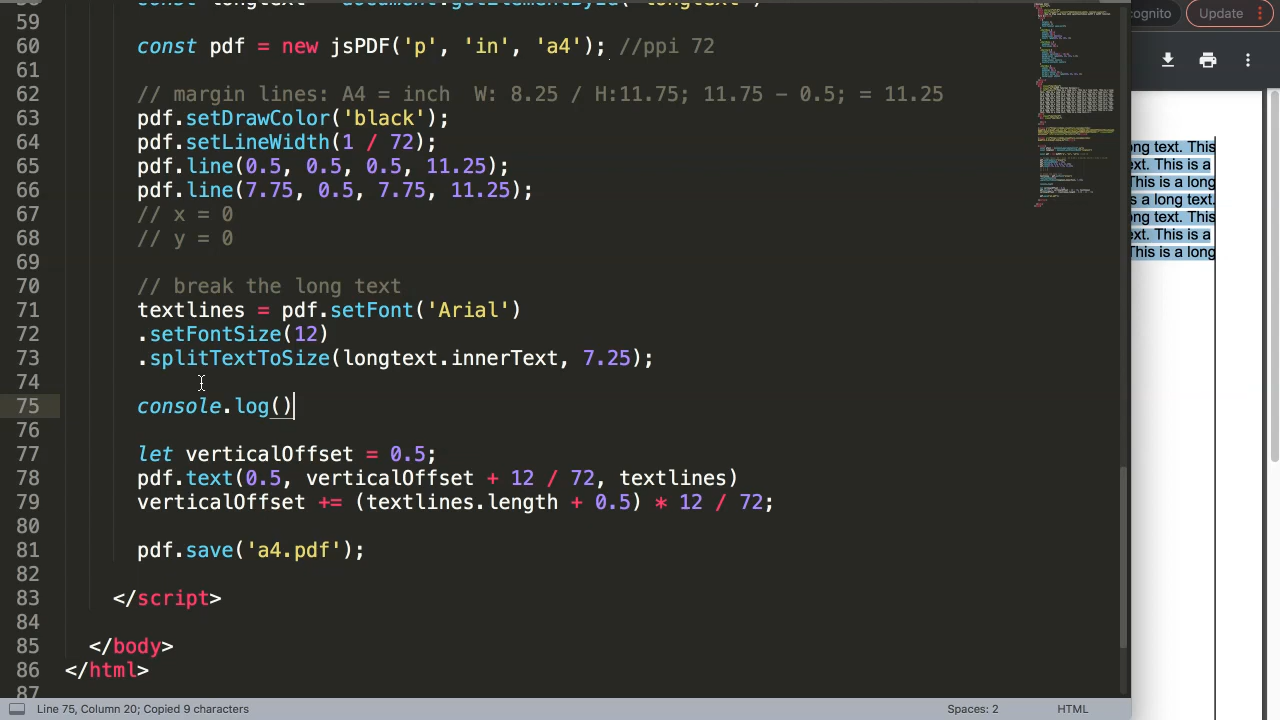 58 const longtext = document.getElementById("longtext")
59
60 const pdf = new jsPDF('p', 'in', 'a4'); //ppi 72
61
62 // margin lines: A4 = inch  W: 8.25 / H:11.75; 11.75 - 0.5; = 11.25
63 pdf.setDrawColor('black');
64 pdf.setLineWidth(1 / 72);
65 pdf.line(0.5, 0.5, 0.5, 11.25);
66 pdf.line(7.75, 0.5, 7.75, 11.25);
67 // x = 0
68 // y = 0
69
70 // break the long text
71 textlines = pdf.setFont('Arial')
72 .setFontSize(12)
73 .splitTextToSize(longtext.innerText, 7.25);
74
75 console.log()
76
77 let verticalOffset = 0.5;
78 pdf.text(0.5, verticalOffset + 12 / 72, textlines)
79 verticalOffset += (textlines.length + 0.5) * 12 / 72;
80
81 pdf.save('a4.pdf');
82
83 </script>
84
85 </body>
86 </html>
87
Line 75, Column 20; Copied 9 characters
Spaces: 2
HTML
cognito
Update
ong text. This
ext. This is a
This is a long
s a long text.
ong text. This
ext. This is a
This is a long